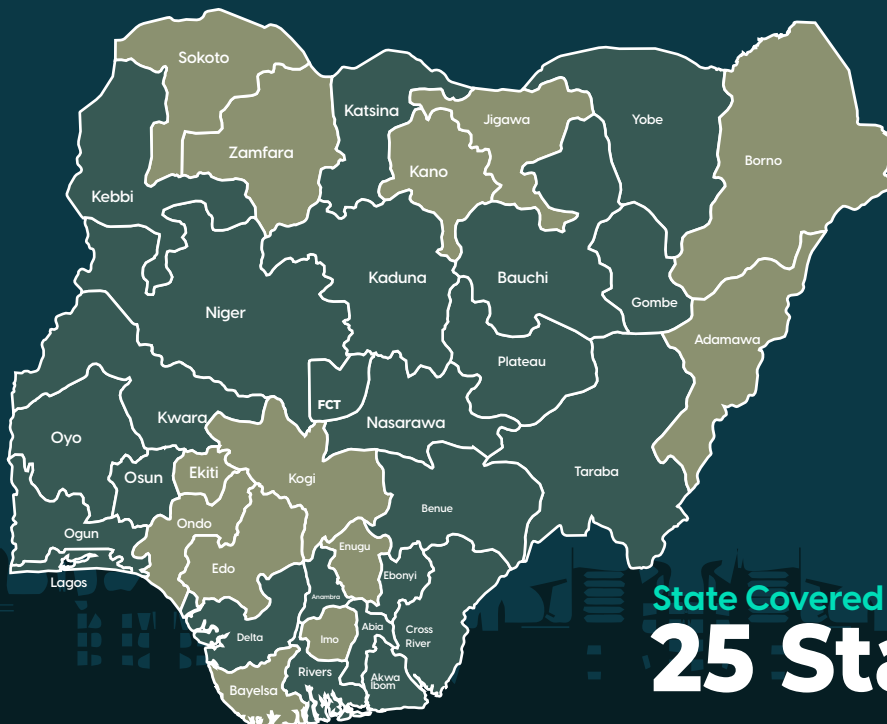 Sokoto
Katsina
Jigawa
Yobe
Zamfara
Borno
Kano
Kebbi
Kaduna
Bauchi
Gombe
Niger
Adamawa
Plateau
FCT
Kwara
Nasarawa
Oyo
Taraba
Ekiti
Osun
Kogi
Benue
Ondo
Ogun
Enugu
Edo
Ebonyi
Lagos
Anambra
State Covered
Abia
Cross
River
Delta
Imo
25 Sta
Rivers
Akwa
Ibom
Bayelsa